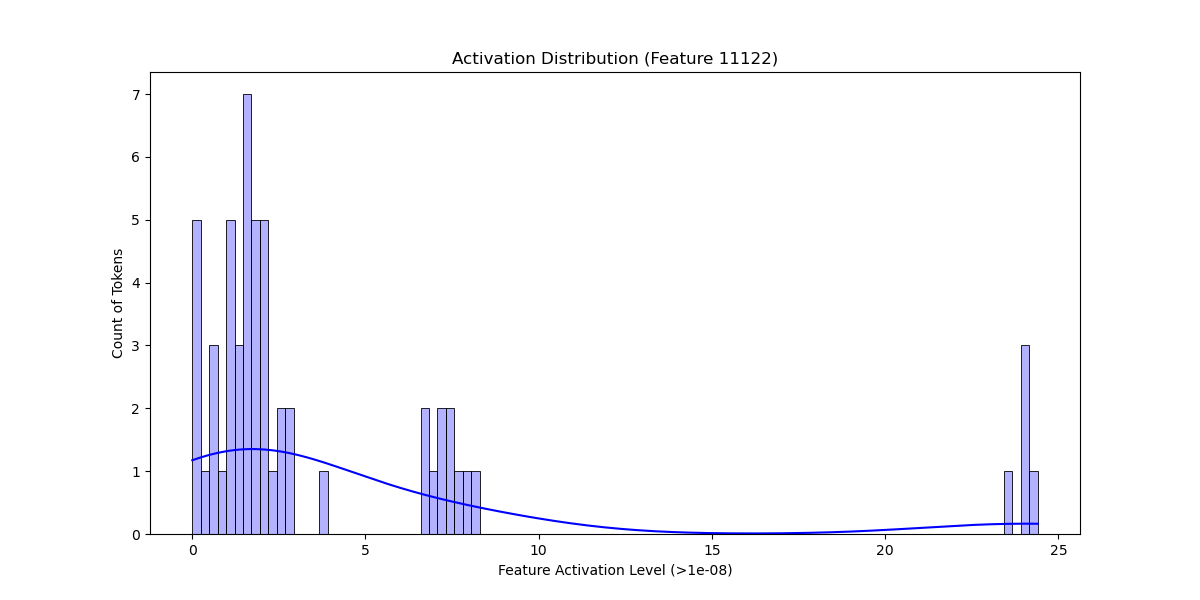 Activation Distribution (Feature 11122)
Count of Tokens
7
6
5
4
3
2
1
0
0 5 10 15 20 25
Feature Activation Level (>1e-08)